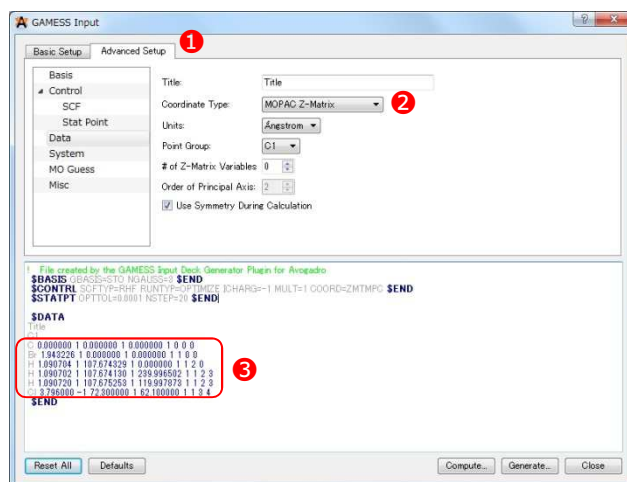 GAMESS Input
Basic Setup
Advanced Setup
1
Basis
Control
SCF
Stat Point
Data
System
MO Guess
Misc
Title:
Title
Coordinate Type:
MOPAC Z-Matrix
2
Units:
Ångstrom
Point Group:
C1
# of Z-Matrix Variables
0
Order of Principal Axis:
2
Use Symmetry During Calculation
! File created by the GAMESS Input Deck Generator Plugin for Avogadro
$BASIS GBASIS=STO NGAUSS=3 $END
$CONTRL SCFTYP=RHF RUNTYP=OPTIMIZE ICHARG=-1 MULT=1 COORD=ZMTMPC $END
$STATPT OPTTOL=0.0001 NSTEP=20 $END
$DATA
Title
C1
C 0.000000 1 0.000000 1 0.000000 1 0 0 0
Br 1.943226 1 0.000000 1 0.000000 1 1 0 0
H 1.090704 1 107.674329 1 0.000000 1 1 2 0
H 1.090702 1 107.674130 1 239.996502 1 1 2 3
H 1.090720 1 107.675253 1 119.997873 1 1 2 3
Cl 3.796000 -1 72.300000 1 62.100000 1 1 3 4
$END
3
Reset All
Defaults
Compute...
Generate...
Close